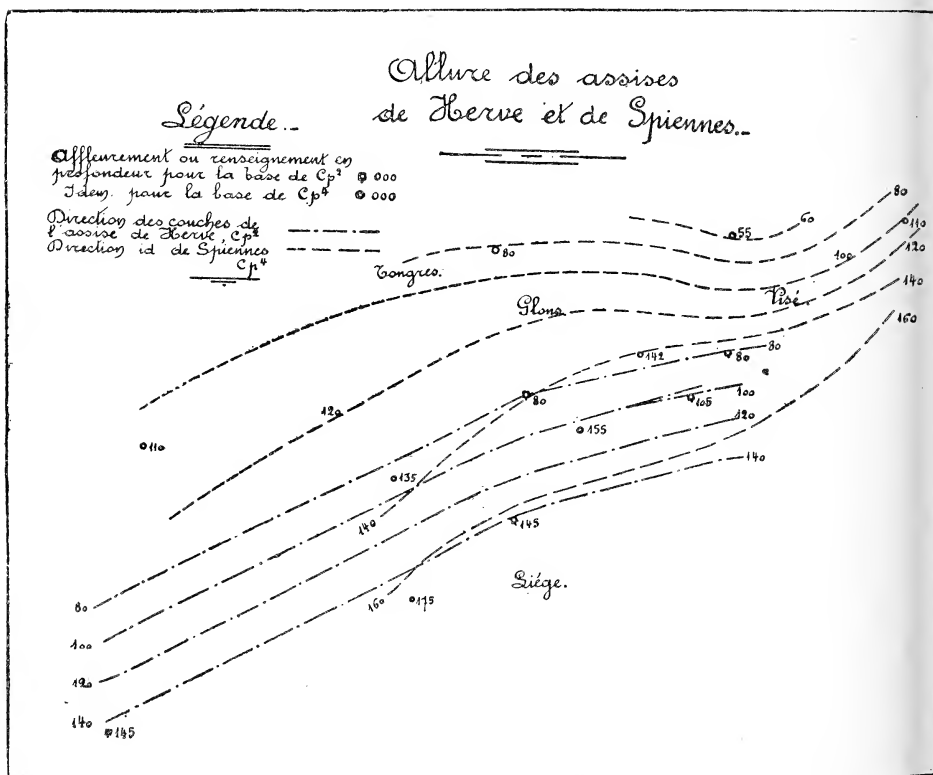 Allure des assises
de Herve et de Spiennes._
Légende._
Affleurement ou renseignement en
profondeur pour la base de Cp² 000
Idem. pour la base de Cp⁴ 000
Direction des couches de
l'assise de Herve, Cp²
Direction id de Spiennes
Cp⁴
80
60
55
110
80
100
120
Tongres.
140
Visé.
Glons.
160
142
80
80
100
80
105
120
120
155
110
140
135
140
145
Liége.
80
160
175
100
120
140
145